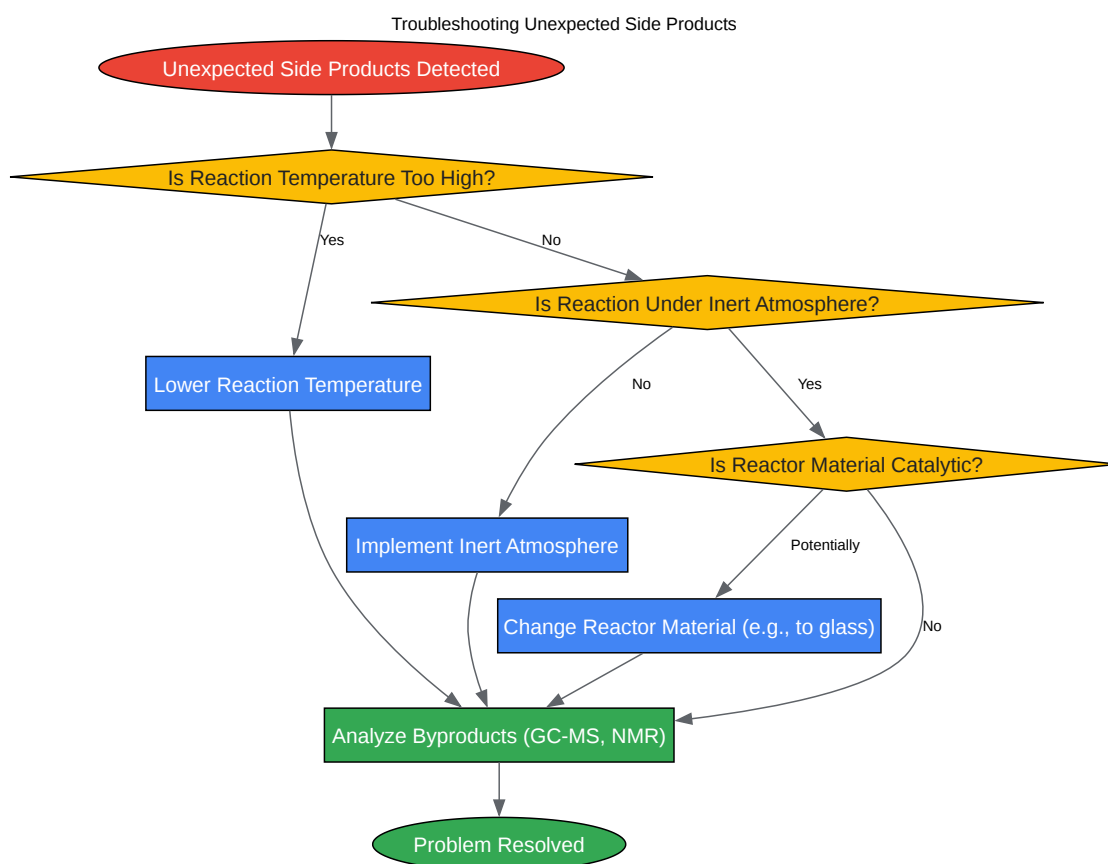 Troubleshooting Unexpected Side Products
Unexpected Side Products Detected
Is Reaction Temperature Too High?
Yes
No
Is Reaction Under Inert Atmosphere?
Lower Reaction Temperature
No
Yes
Is Reactor Material Catalytic?
Implement Inert Atmosphere
Potentially
Change Reactor Material (e.g., to glass)
No
Analyze Byproducts (GC-MS, NMR)
Problem Resolved